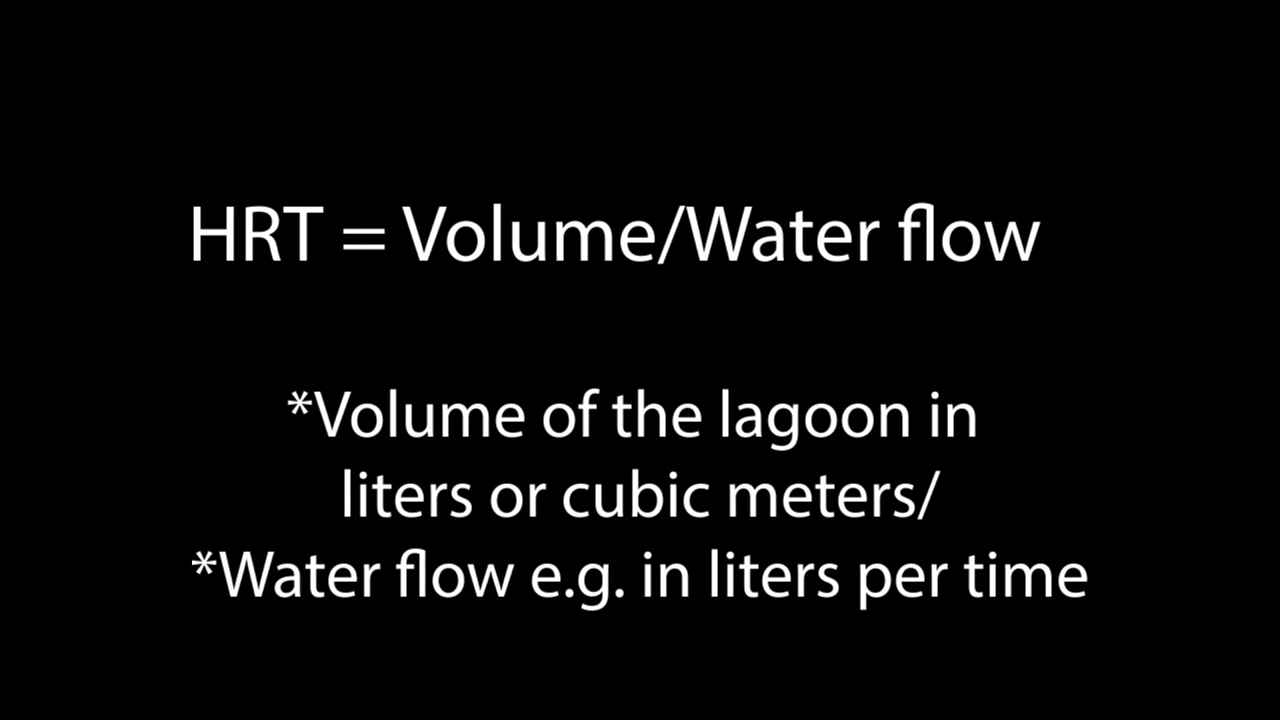 HRT = Volume/Water flow
*Volume of the lagoon in
liters or cubic meters/
*Water flow e.g. in liters per time